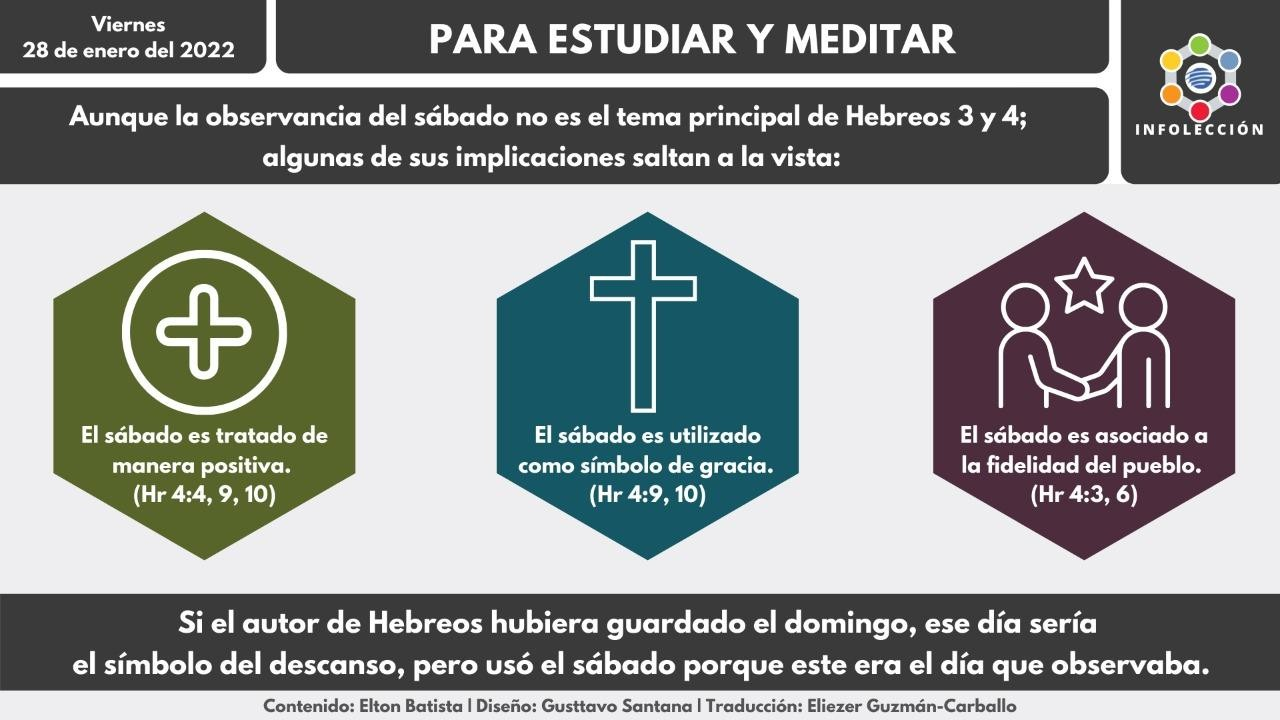 Viernes
28 de enero del 2022
PARA ESTUDIAR Y MEDITAR
INFOLECCIÓN
Aunque la observancia del sábado no es el tema principal de Hebreos 3 y 4;
algunas de sus implicaciones saltan a la vista:
El sábado es tratado de
manera positiva.
(Hr 4:4, 9, 10)
El sábado es utilizado
como símbolo de gracia.
(Hr 4:9, 10)
El sábado es asociado a
la fidelidad del pueblo.
(Hr 4:3, 6)
Si el autor de Hebreos hubiera guardado el domingo, ese día sería
el símbolo del descanso, pero usó el sábado porque este era el día que observaba.
Contenido: Elton Batista | Diseño: Gusttavo Santana | Traducción: Eliezer Guzmán-Carballo